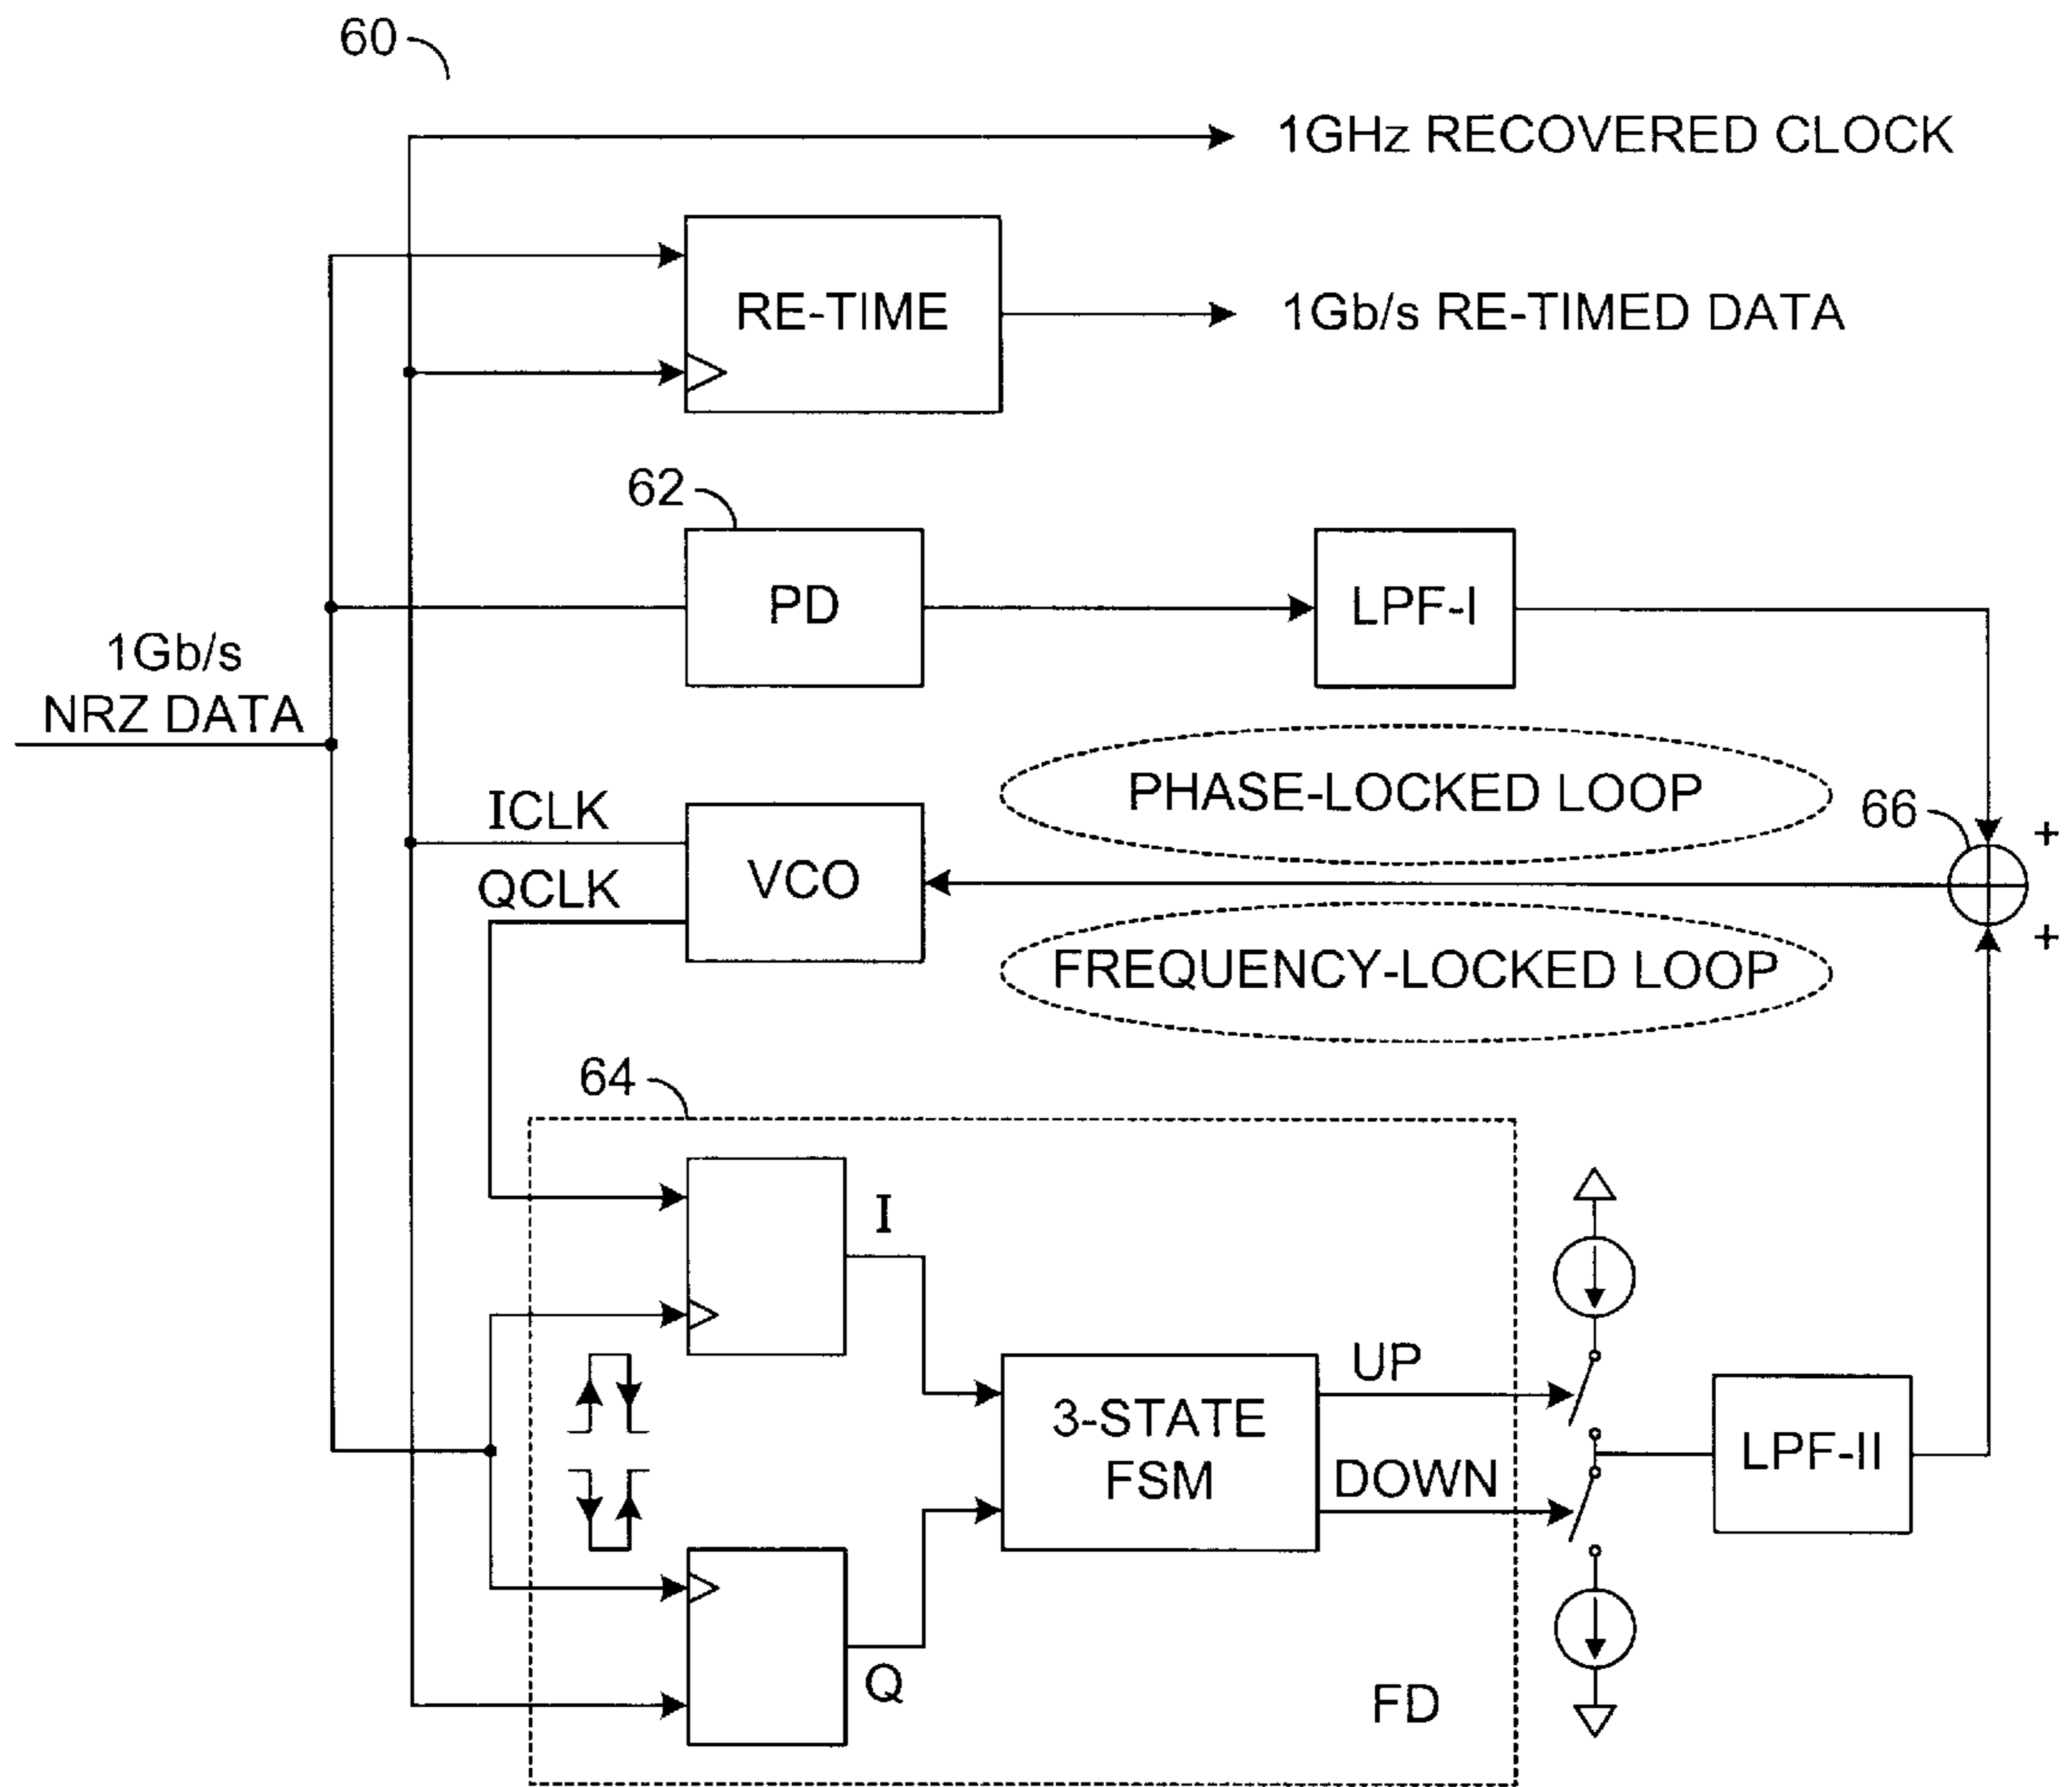 60
1GHz RECOVERED CLOCK
RE-TIME
1Gb/s RE-TIMED DATA
62
PD
LPF-I
1Gb/s
NRZ DATA
PHASE-LOCKED LOOP
ICLK
66
+
VCO
QCLK
+
FREQUENCY-LOCKED LOOP
64
I
UP
3-STATE
FSM
DOWN
LPF-II
Q
FD